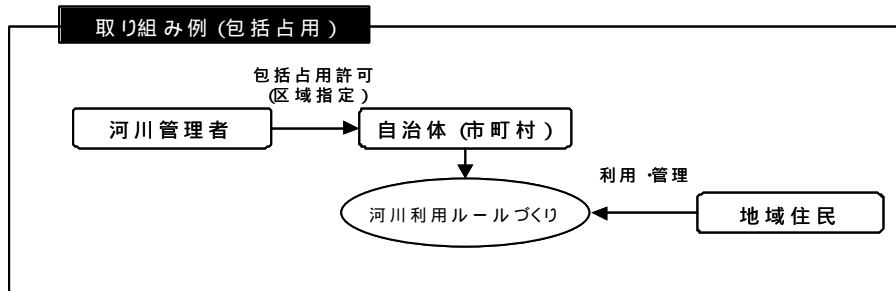 取り組み例(包括占用)
包括占用許可
(区域指定)
河川管理者
自治体(市町村)
利用・管理
河川利用ルールづくり
地域住民